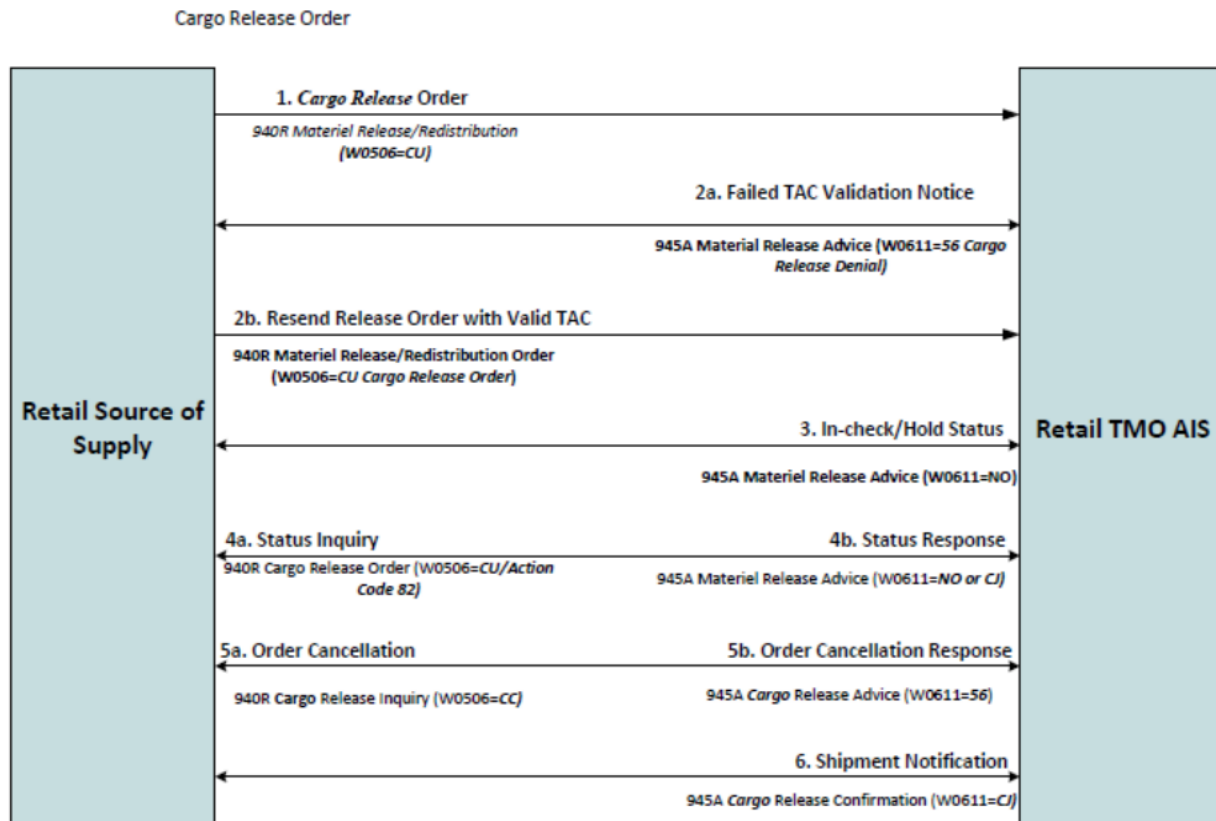 Cargo Release Order
1. Cargo Release Order
940R Materiel Release/Redistribution
(W0506=CU)
2a. Failed TAC Validation Notice
945A Material Release Advice (W0611=56 Cargo
Release Denial)
2b. Resend Release Order with Valid TAC
940R Materiel Release/Redistribution Order
(W0506=CU Cargo Release Order)
Retail Source of
Supply
Retail TMO AIS
3. In-check/Hold Status
945A Materiel Release Advice (W0611=NO)
4a. Status Inquiry
4b. Status Response
940R Cargo Release Order (W0506=CU/Action
Code 82)
945A Materiel Release Advice (W0611=NO or CJ)
5a. Order Cancellation
5b. Order Cancellation Response
940R Cargo Release Inquiry (W0506=CC)
945A Cargo Release Advice (W0611=56)
6. Shipment Notification
945A Cargo Release Confirmation (W0611=CJ)